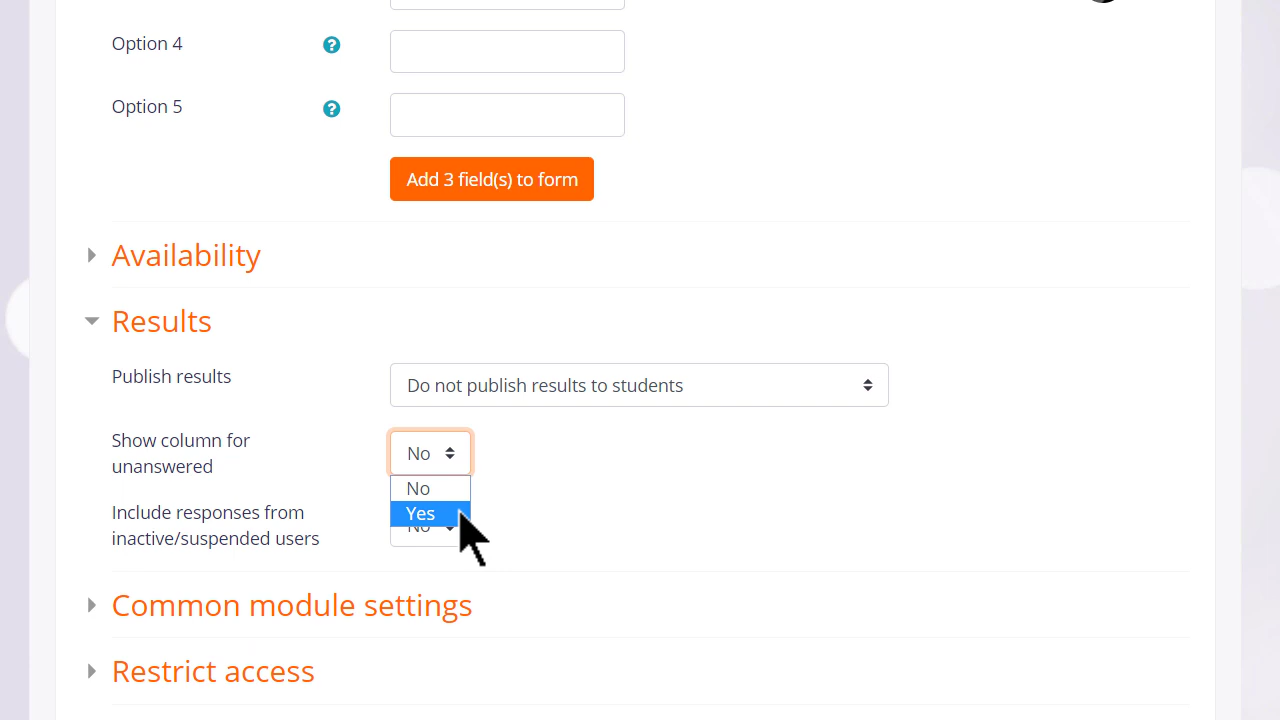 Option 4
Option 5
Add 3 field(s) to form
Availability
Results
Publish results
Do not publish results to students
Show column for
unanswered
No
No
Yes
Include responses from
inactive/suspended users
No
Common module settings
Restrict access